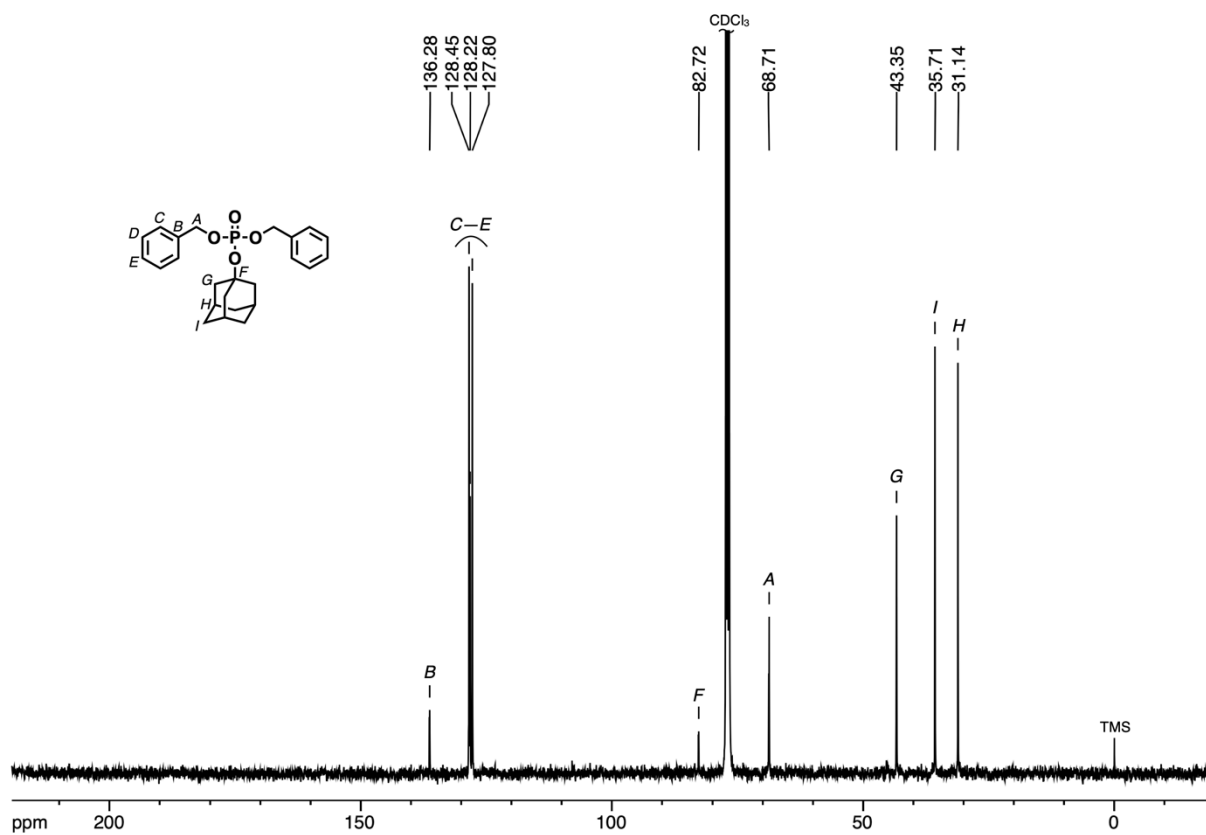 CDCl₃
136.28
128.45
128.22
127.80
82.72
68.71
43.35
35.71
31.14
C
A
D
B
E
O
O
P
O
O
F
G
H
I
C–E
B
F
A
G
I
H
TMS
ppm
200
150
100
50
0